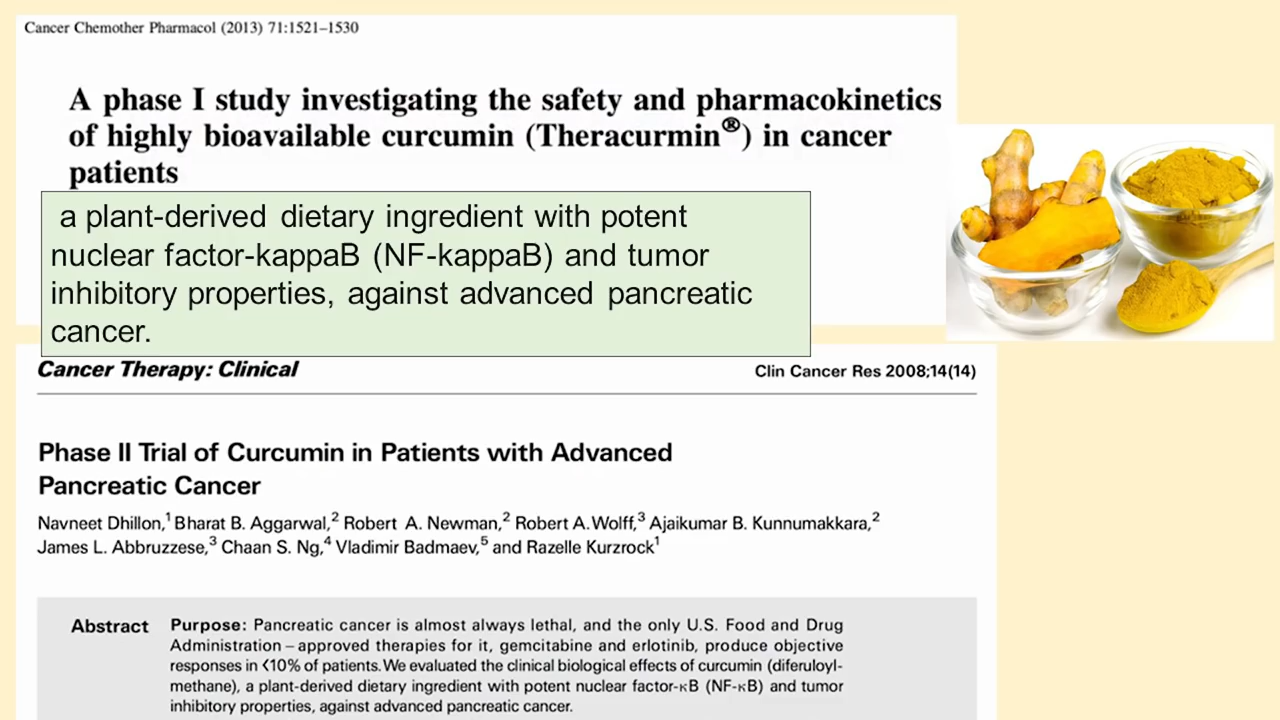 Cancer Chemother Pharmacol (2013) 71:1521–1530
A phase I study investigating the safety and pharmacokinetics
of highly bioavailable curcumin (Theracurmin®) in cancer
patients
a plant-derived dietary ingredient with potent
nuclear factor-kappaB (NF-kappaB) and tumor
inhibitory properties, against advanced pancreatic
cancer.
Cancer Therapy: Clinical
Clin Cancer Res 2008;14(14)
Phase II Trial of Curcumin in Patients with Advanced
Pancreatic Cancer
Navneet Dhillon,1 Bharat B. Aggarwal,2 Robert A. Newman,2 Robert A. Wolff,3 Ajaikumar B. Kunnumakkara,2
James L. Abbruzzese,3 Chaan S. Ng,4 Vladimir Badmaev,5 and Razelle Kurzrock1
Abstract
Purpose: Pancreatic cancer is almost always lethal, and the only U.S. Food and Drug
Administration – approved therapies for it, gemcitabine and erlotinib, produce objective
responses in <10% of patients. We evaluated the clinical biological effects of curcumin (diferuloyl-
methane), a plant-derived dietary ingredient with potent nuclear factor-κB (NF-κB) and tumor
inhibitory properties, against advanced pancreatic cancer.